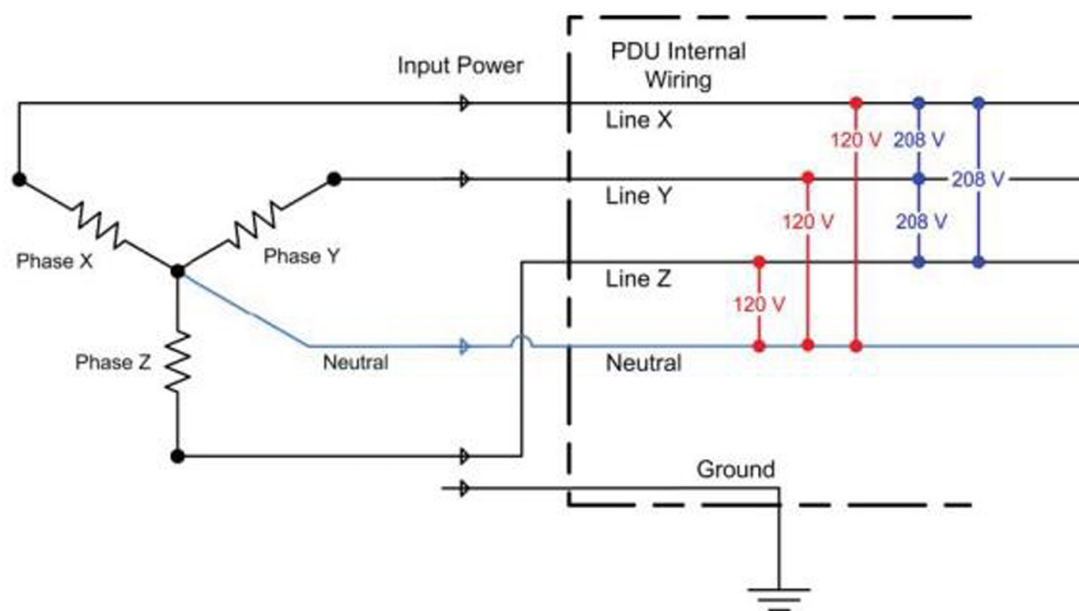 Input Power
PDU Internal
Wiring
Line X
120 V
208 V
208 V
Line Y
120 V
208 V
Phase X
Phase Y
Line Z
120 V
Phase Z
Neutral
Neutral
Ground